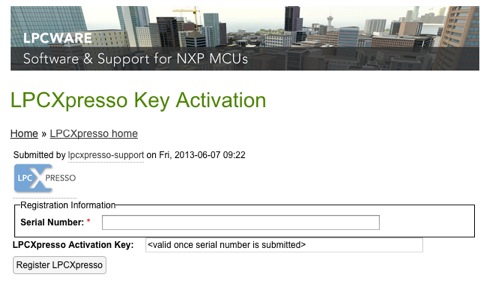 LPCWARE
Software & Support for NXP MCUs
LPCXpresso Key Activation
Home » LPCXpresso home
Submitted by lpcxpresso-support on Fri, 2013-06-07 09:22
LPC XPRESSO
Registration Information
Serial Number: *
LPCXpresso Activation Key: <valid once serial number is submitted>
Register LPCXpresso